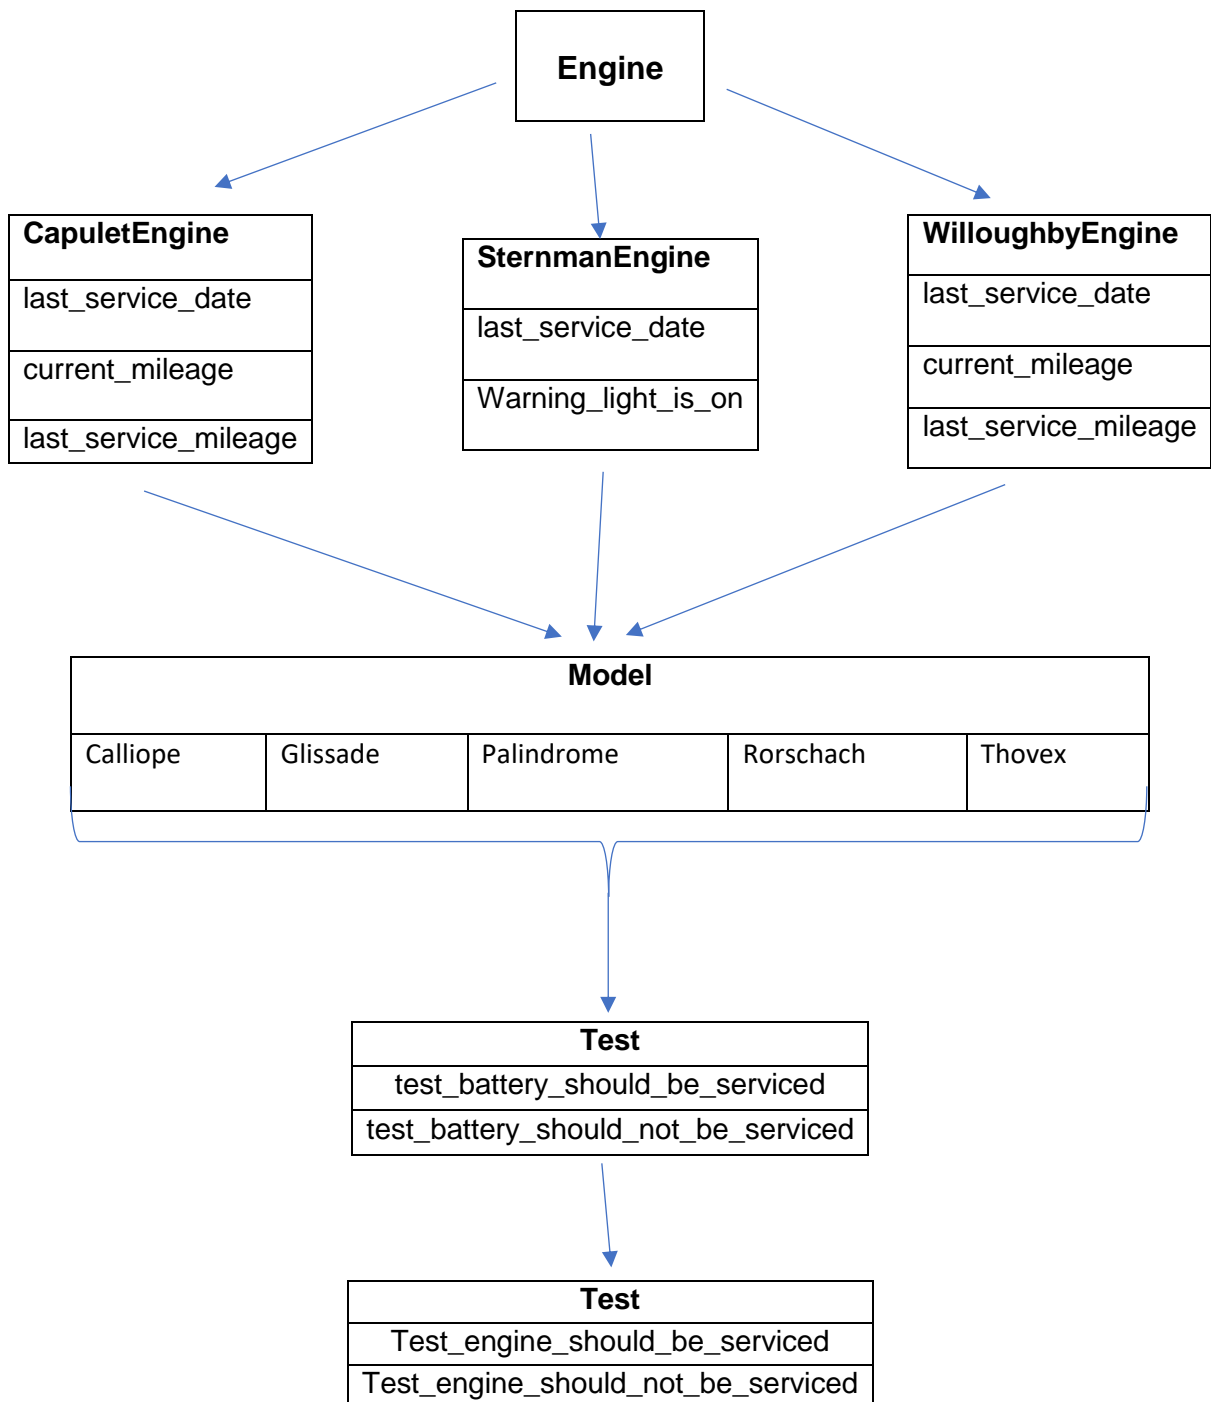 Engine
CapuletEngine
last_service_date
current_mileage
last_service_mileage
SternmanEngine
last_service_date
Warning_light_is_on
WilloughbyEngine
last_service_date
current_mileage
last_service_mileage
Model
Calliope
Glissade
Palindrome
Rorschach
Thovex
Test
test_battery_should_be_serviced
test_battery_should_not_be_serviced
Test
Test_engine_should_be_serviced
Test_engine_should_not_be_serviced